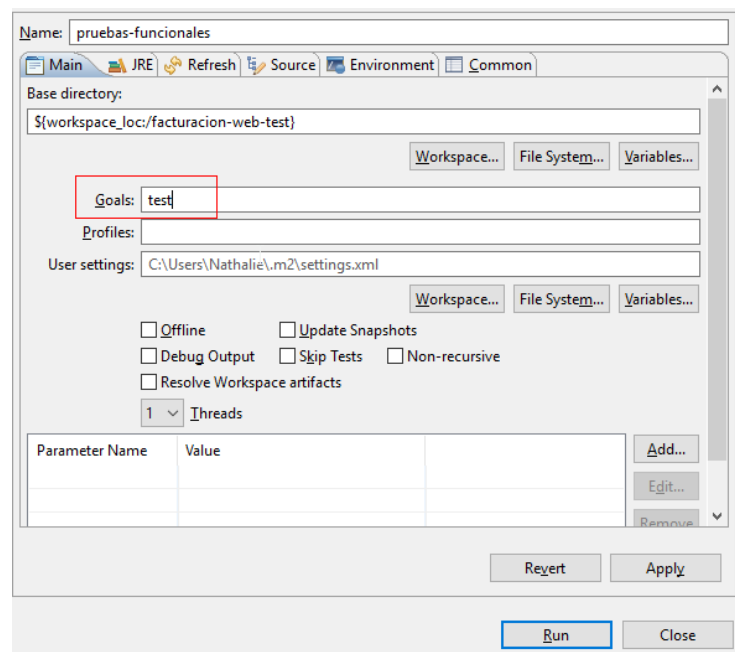 Name: pruebas-funcionales
Main JRE Refresh Source Environment Common
Base directory:
${workspace_loc:/facturacion-web-test}
Workspace... File System... Variables...
Goals: test
Profiles:
User settings: C:\Users\Nathalie\.m2\settings.xml
Workspace... File System... Variables...
Offline Update Snapshots
Debug Output Skip Tests Non-recursive
Resolve Workspace artifacts
1 Threads
Parameter Name Value Add...
Edit...
Remove
Revert Apply
Run Close